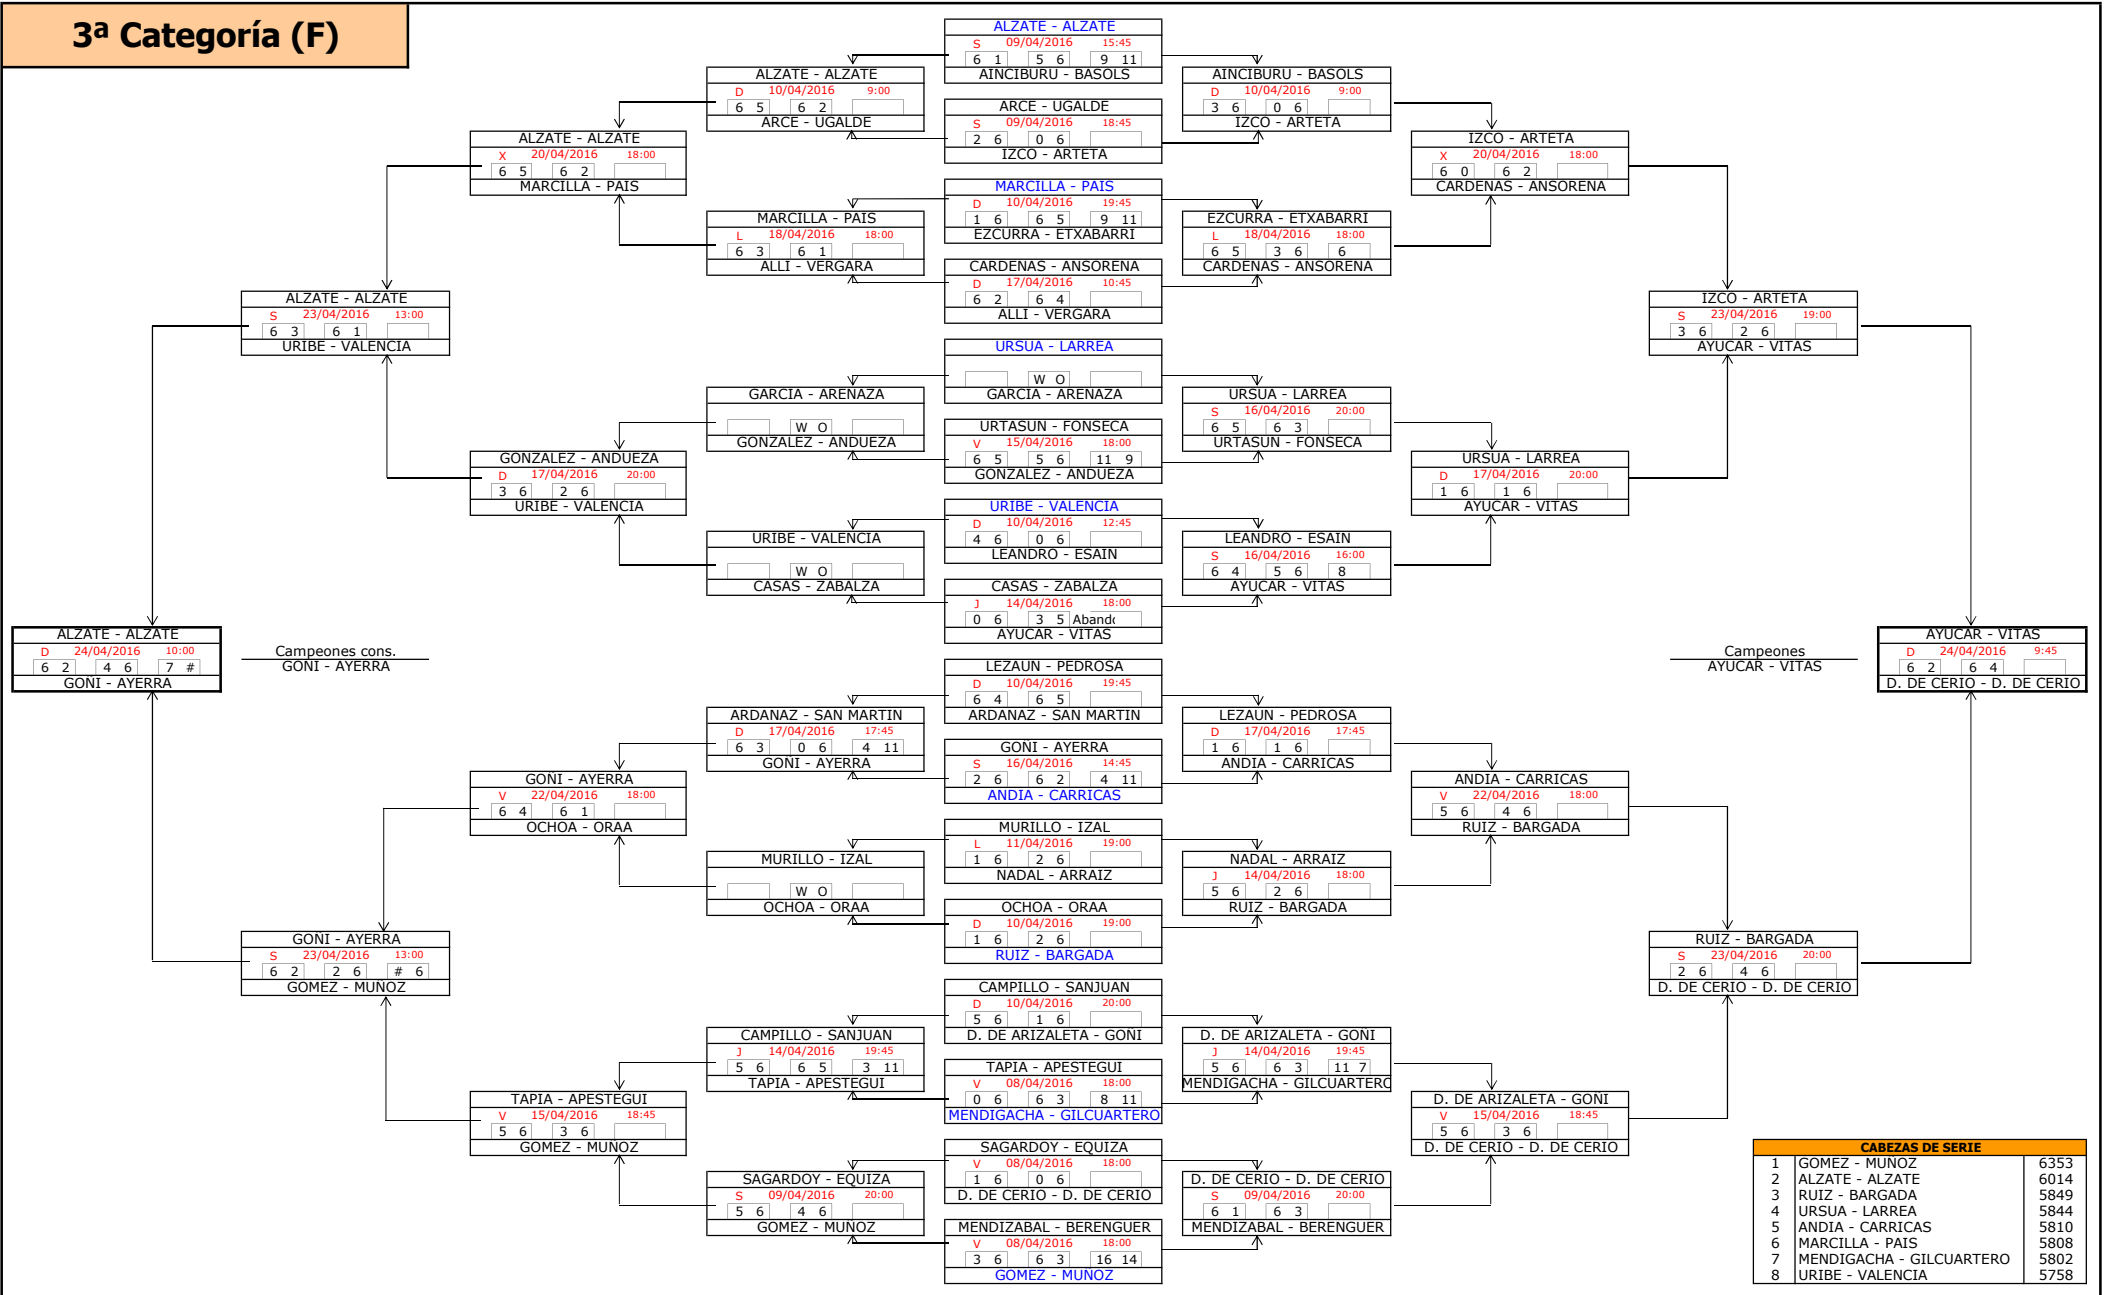 3ª Categoría (F)
ALZATE - ALZATE
S 09/04/2016 15:45
6 1 5 6 9 11
AINCIBURU - BASOLS
ARCE - UGALDE
S 09/04/2016 18:45
2 6 0 6
IZCO - ARTETA
MARCILLA - PAIS
D 10/04/2016 19:45
1 6 6 5 9 11
EZCURRA - ETXABARRI
CARDENAS - ANSORENA
D 17/04/2016 10:45
6 2 6 4
ALLI - VERGARA
URSUA - LARREA
W O
GARCIA - ARENAZA
URTASUN - FONSECA
V 15/04/2016 18:00
6 5 5 6 11 9
GONZALEZ - ANDUEZA
URIBE - VALENCIA
D 10/04/2016 12:45
4 6 0 6
LEANDRO - ESAIN
CASAS - ZABALZA
J 14/04/2016 18:00
0 6 3 5 Aband
AYUCAR - VITAS
LEZAUN - PEDROSA
D 10/04/2016 19:45
6 4 6 5
ARDANAZ - SAN MARTIN
GOÑI - AYERRA
S 16/04/2016 14:45
2 6 6 2 4 11
ANDIA - CARRICAS
MURILLO - IZAL
L 11/04/2016 19:00
1 6 2 6
NADAL - ARRAIZ
OCHOA - ORAA
D 10/04/2016 19:00
1 6 2 6
RUIZ - BARGADA
CAMPILLO - SANJUAN
D 10/04/2016 20:00
5 6 1 6
D. DE ARIZALETA - GOÑI
TAPIA - APESTEGUI
V 08/04/2016 18:00
0 6 6 3 8 11
MENDIGACHA - GILCUARTERO
SAGARDOY - EQUIZA
V 08/04/2016 18:00
1 6 0 6
D. DE CERIO - D. DE CERIO
MENDIZABAL - BERENGUER
V 08/04/2016 18:00
3 6 6 3 16 14
GOMEZ - MUÑOZ
ALZATE - ALZATE
D 10/04/2016 9:00
6 5 6 2
ARCE - UGALDE
MARCILLA - PAIS
L 18/04/2016 18:00
6 3 6 1
ALLI - VERGARA
GARCIA - ARENAZA
W O
GONZALEZ - ANDUEZA
URIBE - VALENCIA
W O
CASAS - ZABALZA
ARDANAZ - SAN MARTIN
D 17/04/2016 17:45
6 3 0 6 4 11
GOÑI - AYERRA
MURILLO - IZAL
W O
OCHOA - ORAA
CAMPILLO - SANJUAN
J 14/04/2016 19:45
5 6 6 5 3 11
TAPIA - APESTEGUI
SAGARDOY - EQUIZA
S 09/04/2016 20:00
5 6 4 6
GOMEZ - MUÑOZ
ALZATE - ALZATE
X 20/04/2016 18:00
6 5 6 2
MARCILLA - PAIS
GONZALEZ - ANDUEZA
D 17/04/2016 20:00
3 6 2 6
URIBE - VALENCIA
GOÑI - AYERRA
V 22/04/2016 18:00
6 4 6 1
OCHOA - ORAA
TAPIA - APESTEGUI
V 15/04/2016 18:45
5 6 3 6
GOMEZ - MUÑOZ
ALZATE - ALZATE
S 23/04/2016 13:00
6 3 6 1
URIBE - VALENCIA
GOÑI - AYERRA
S 23/04/2016 13:00
6 2 2 6 # 6
GOMEZ - MUÑOZ
ALZATE - ALZATE
D 24/04/2016 10:00
6 2 4 6 7 #
GOÑI - AYERRA
Campeones cons.
GOÑI - AYERRA
AINCIBURU - BASOLS
D 10/04/2016 9:00
3 6 0 6
IZCO - ARTETA
EZCURRA - ETXABARRI
L 18/04/2016 18:00
6 5 3 6 6
CARDENAS - ANSORENA
URSUA - LARREA
S 16/04/2016 20:00
6 5 6 3
URTASUN - FONSECA
LEANDRO - ESAIN
S 16/04/2016 16:00
6 4 5 6 8
AYUCAR - VITAS
LEZAUN - PEDROSA
D 17/04/2016 17:45
1 6 1 6
ANDIA - CARRICAS
NADAL - ARRAIZ
J 14/04/2016 18:00
5 6 2 6
RUIZ - BARGADA
D. DE ARIZALETA - GOÑI
J 14/04/2016 19:45
5 6 6 3 11 7
MENDIGACHA - GILCUARTERO
D. DE CERIO - D. DE CERIO
S 09/04/2016 20:00
6 1 6 3
MENDIZABAL - BERENGUER
IZCO - ARTETA
X 20/04/2016 18:00
6 0 6 2
CARDENAS - ANSORENA
URSUA - LARREA
D 17/04/2016 20:00
1 6 1 6
AYUCAR - VITAS
ANDIA - CARRICAS
V 22/04/2016 18:00
5 6 4 6
RUIZ - BARGADA
D. DE ARIZALETA - GOÑI
V 15/04/2016 18:45
5 6 3 6
D. DE CERIO - D. DE CERIO
IZCO - ARTETA
S 23/04/2016 19:00
3 6 2 6
AYUCAR - VITAS
RUIZ - BARGADA
S 23/04/2016 20:00
2 6 4 6
D. DE CERIO - D. DE CERIO
Campeones
AYUCAR - VITAS
AYUCAR - VITAS
D 24/04/2016 9:45
6 2 6 4
D. DE CERIO - D. DE CERIO
CABEZAS DE SERIE
1 GOMEZ - MUÑOZ 6353
2 ALZATE - ALZATE 6014
3 RUIZ - BARGADA 5849
4 URSUA - LARREA 5844
5 ANDIA - CARRICAS 5810
6 MARCILLA - PAIS 5808
7 MENDIGACHA - GILCUARTERO 5802
8 URIBE - VALENCIA 5758